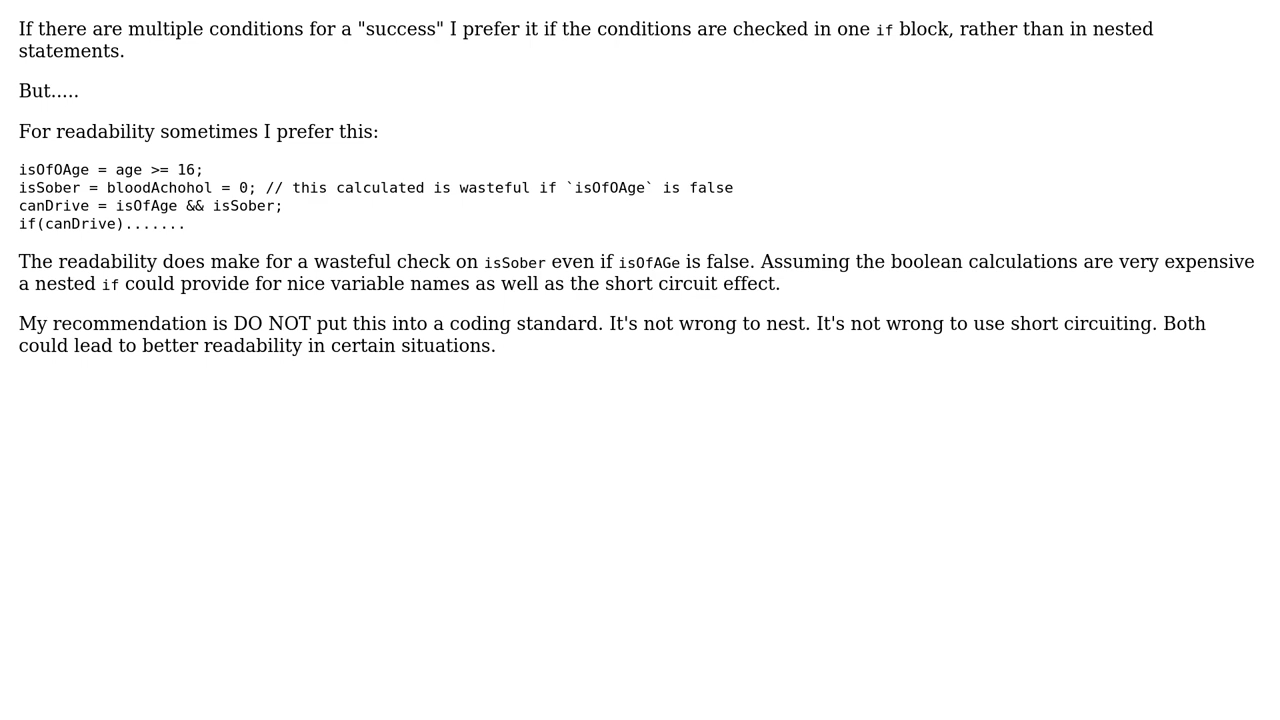 If there are multiple conditions for a "success" I prefer it if the conditions are checked in one if block, rather than in nested
statements.
But.....
For readability sometimes I prefer this:
isOfOAge = age >= 16;
isSober = bloodAchohol = 0; // this calculated is wasteful if `isOfOAge` is false
canDrive = isOfAge && isSober;
if(canDrive).......
The readability does make for a wasteful check on isSober even if isOfAGe is false. Assuming the boolean calculations are very expensive
a nested if could provide for nice variable names as well as the short circuit effect.
My recommendation is DO NOT put this into a coding standard. It's not wrong to nest. It's not wrong to use short circuiting. Both
could lead to better readability in certain situations.